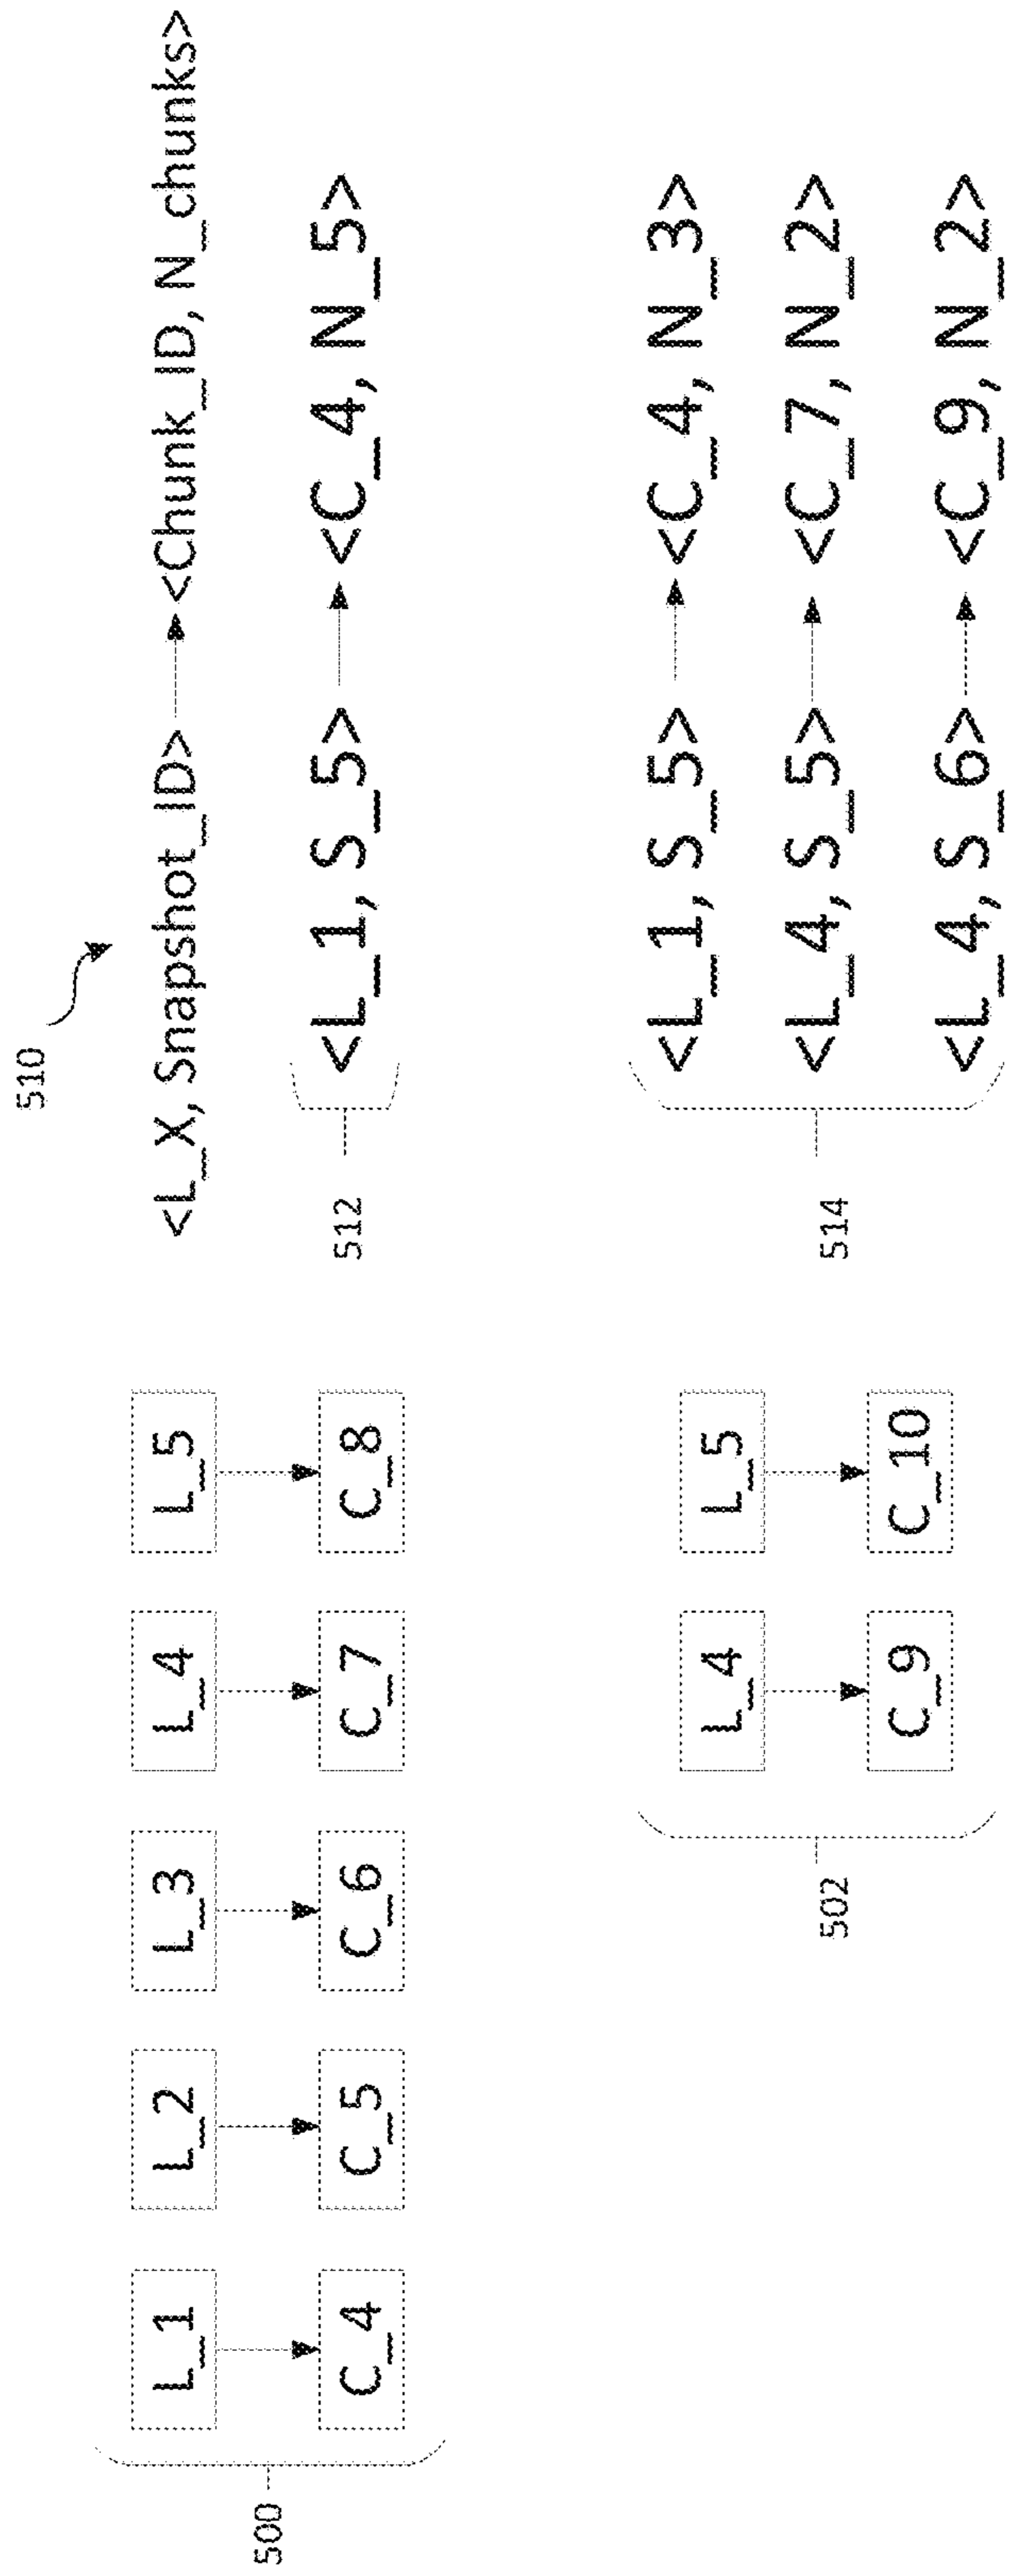 500
L_1
L_2
L_3
L_4
L_5
C_4
C_5
C_6
C_7
C_8
502
L_4
L_5
C_9
C_10
510
<L_X, Snapshot_ID>
<Chunk_ID, N_chunks>
512
<L_1, S_5>
<C_4, N_5>
514
<L_1, S_5>
<C_4, N_3>
<L_4, S_5>
<C_7, N_2>
<L_4, S_6>
<C_9, N_2>